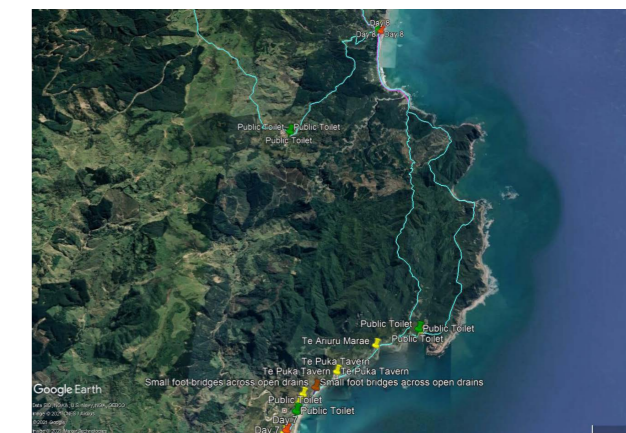 Day 8
Day 8 Day 8
Public Toilet Public Toilet
Public Toilet
Public Toilet Public Toilet
Public Toilet
Te Ariuru Marae
Te Puka Tavern
Te Puka Tavern Te Puka Tavern
Small foot bridges across open drains Small foot bridges across open drains
Google Earth
Public Toilet
Public Toilet
Day 7
Day 7